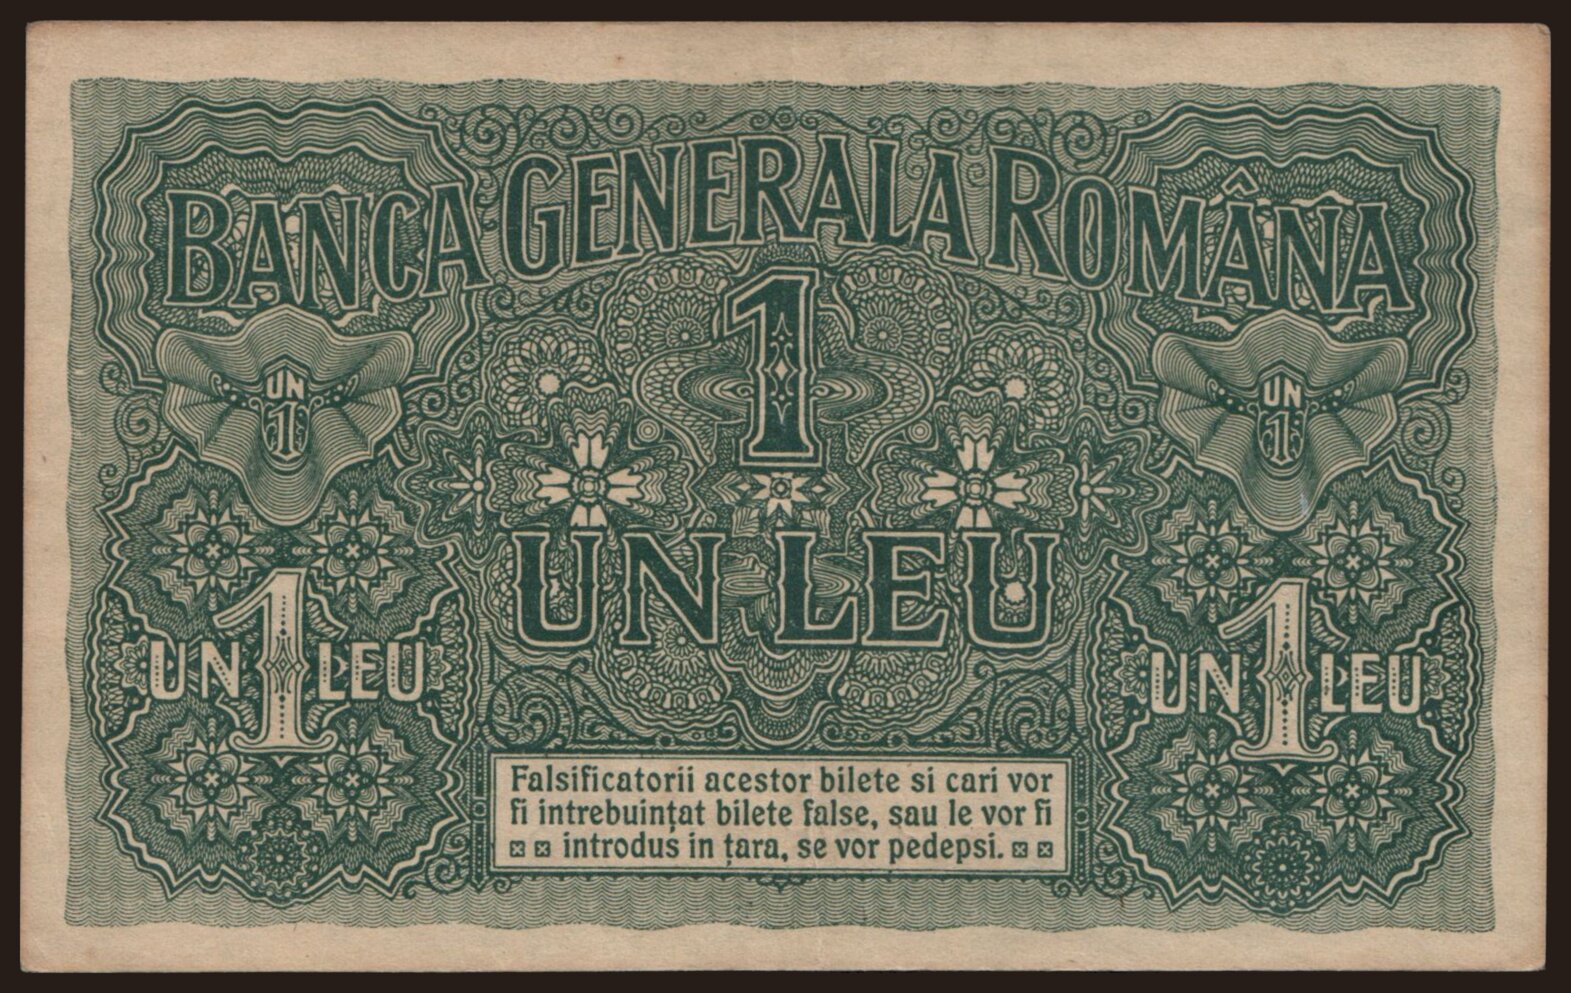 BANCA GENERALA ROMÂNA
1
UN
1
UN
1
UN LEU
UN 1 LEU
UN 1 LEU
Falsificatorii acestor bilete si cari vor
fi intrebuințat bilete false, sau le vor fi
introdus in țara, se vor pedepsi.